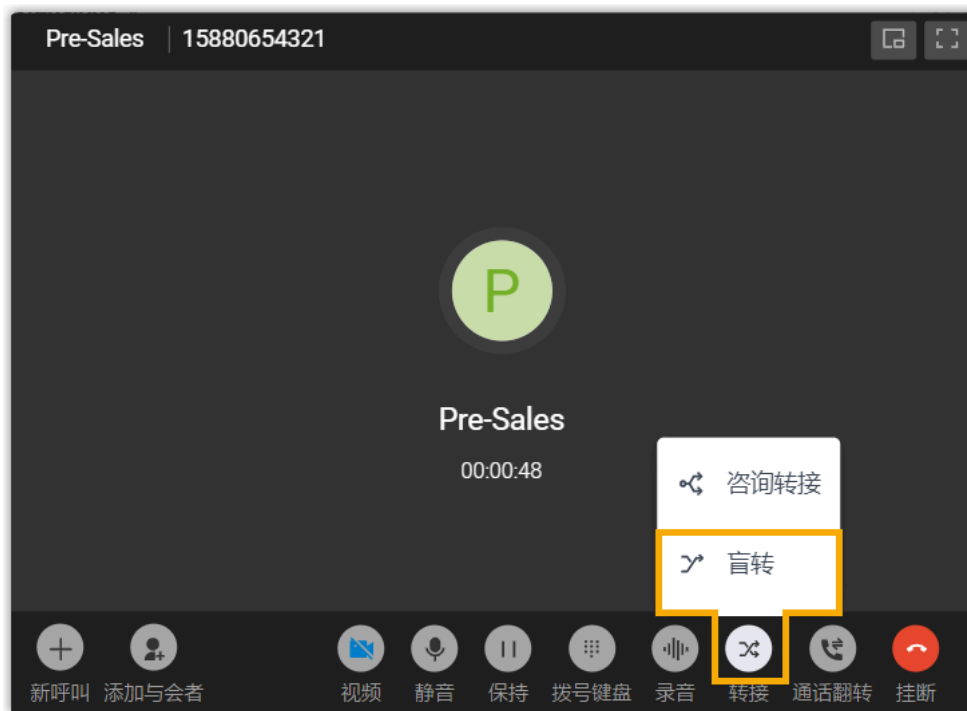 Pre-Sales 15880654321
P
Pre-Sales
00:00:48
咨询转接
盲转
新呼叫 添加与会者 视频 静音 保持 拨号键盘 录音 转接 通话翻转 挂断